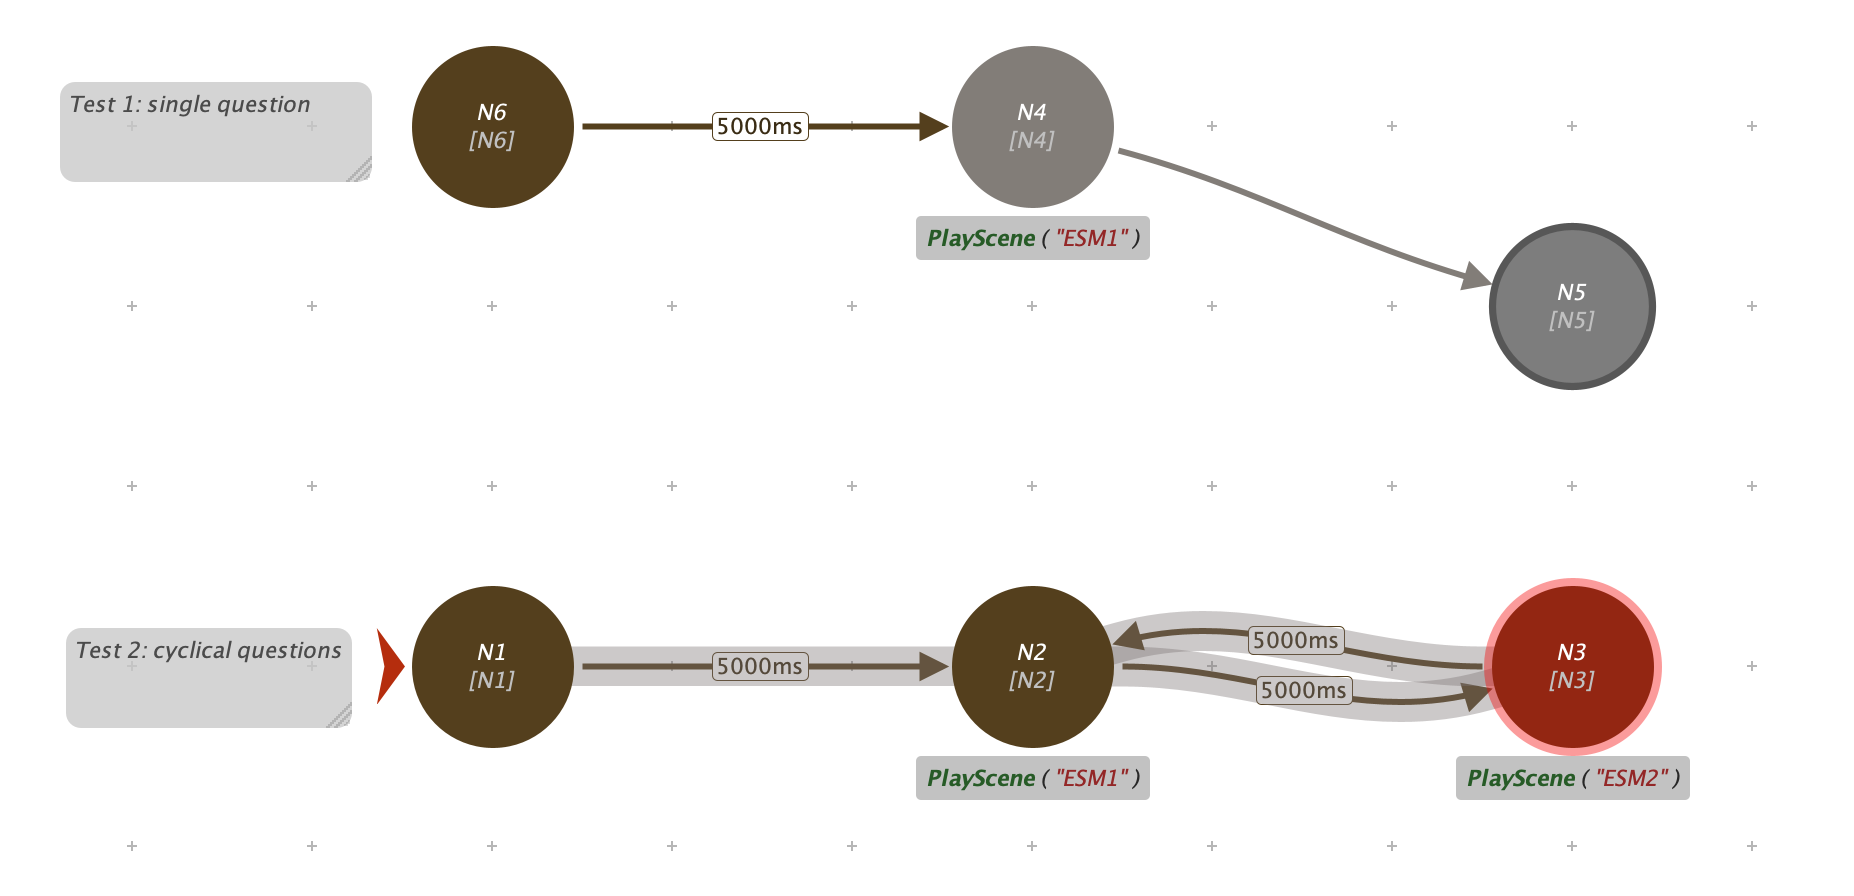 Test 1: single question
N6
[N6]
5000ms
N4
[N4]
PlayScene ( "ESM1" )
N5
[N5]
Test 2: cyclical questions
N1
[N1]
5000ms
N2
[N2]
PlayScene ( "ESM1" )
5000ms
5000ms
N3
[N3]
PlayScene ( "ESM2" )